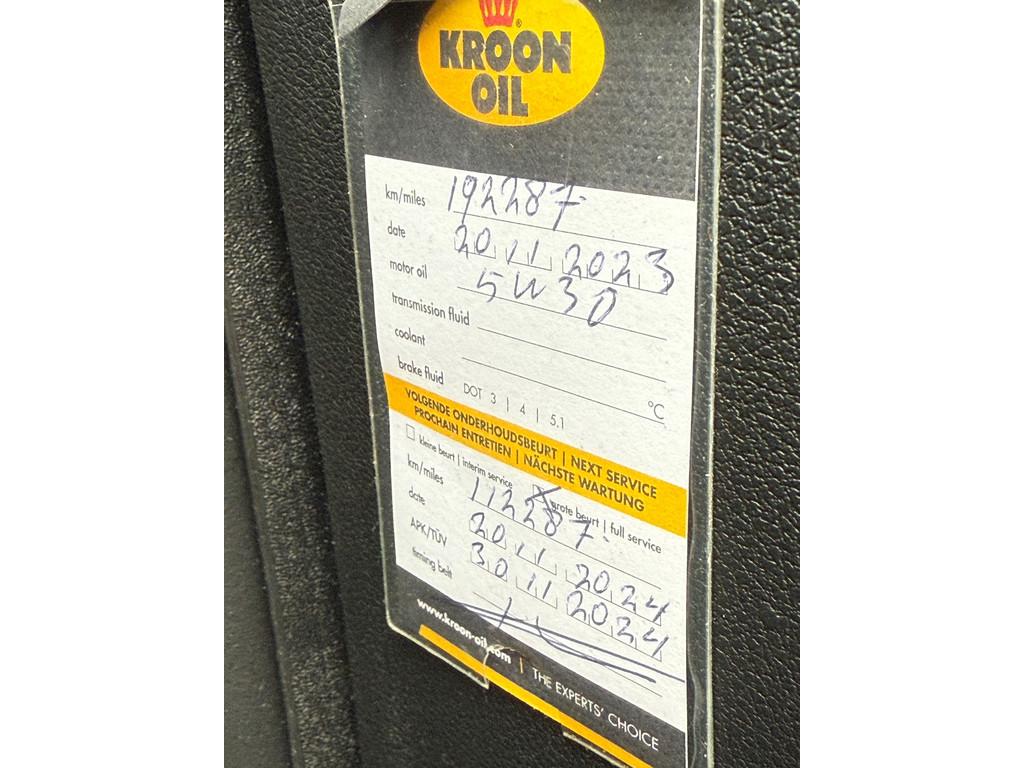 KROON
OIL
km/miles 192287
date 20 11 2023
motor oil 5W30
transmission fluid
coolant °C
brake fluid DOT 3 | 4 | 5.1
VOLGENDE ONDERHOUDSBEURT | NEXT SERVICE
PROCHAIN ENTRETIEN | NÄCHSTE WARTUNG
kleine beurt | interim service grote beurt | full service
km/miles 112287
date 20 11 2024
APK/TÜV 30 11 2024
timing belt
www.kroon-oil.com | THE EXPERTS' CHOICE